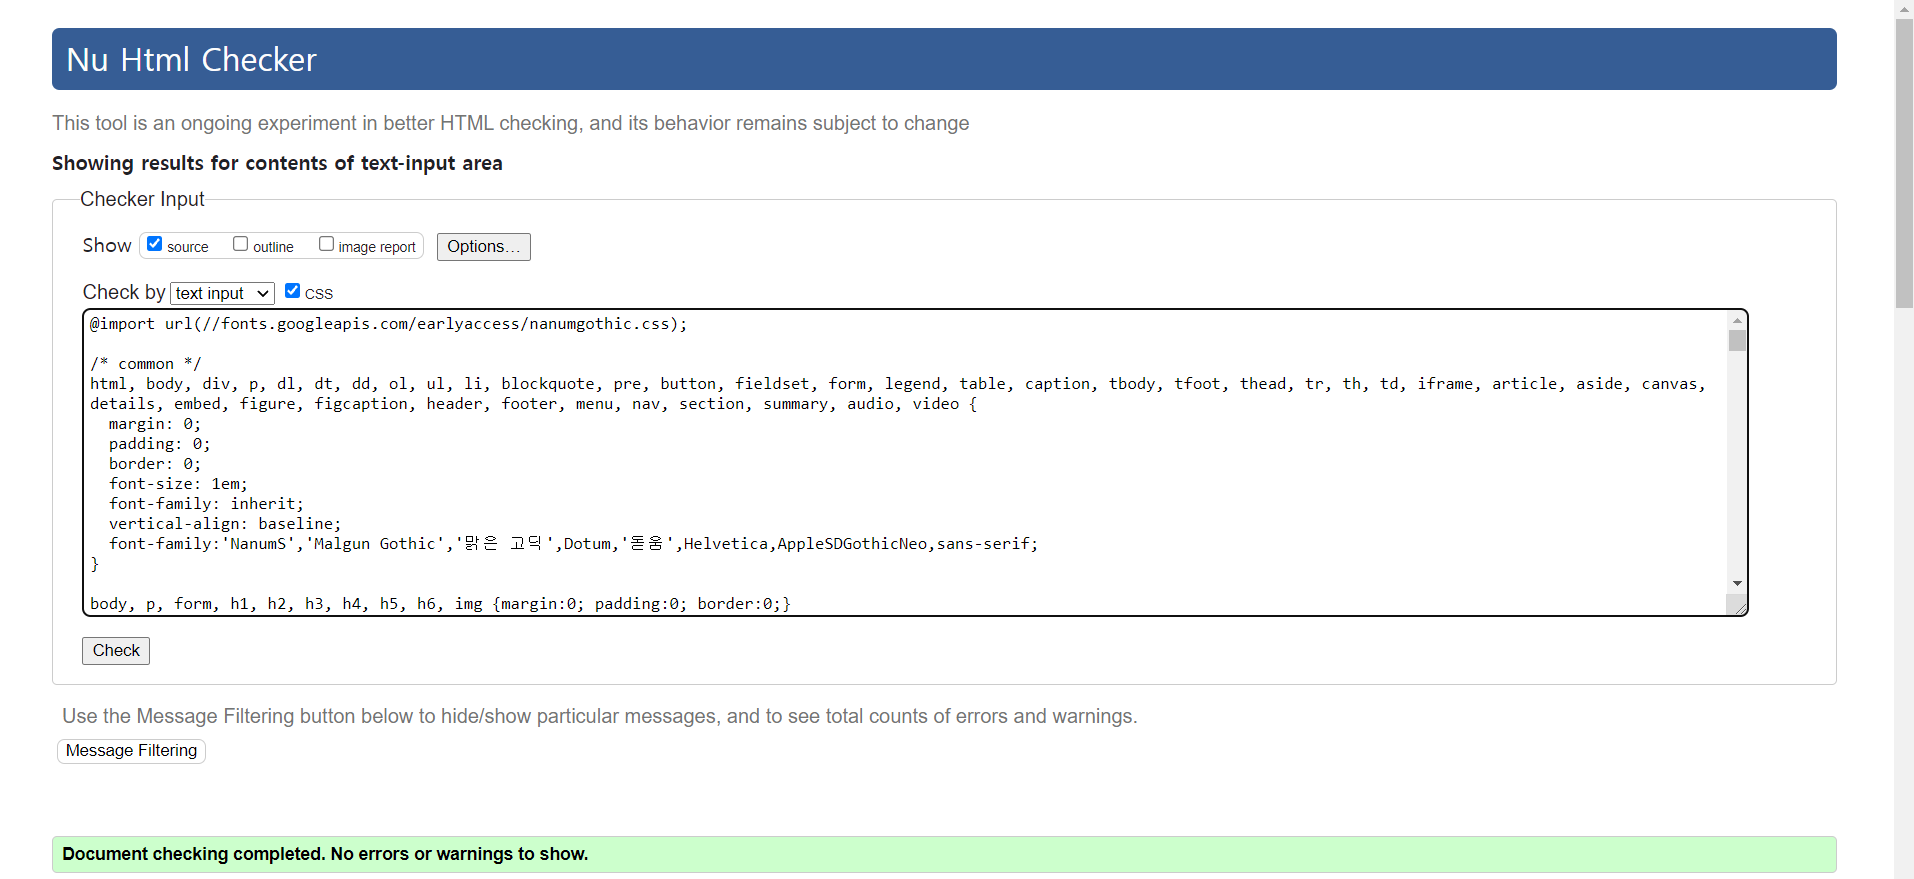 Nu Html Checker
This tool is an ongoing experiment in better HTML checking, and its behavior remains subject to change
Showing results for contents of text-input area
Checker Input
Show source outline image report Options...
Check by text input CSS
@import url(//fonts.googleapis.com/earlyaccess/nanumgothic.css);
/* common */
html, body, div, p, dl, dt, dd, ol, ul, li, blockquote, pre, button, fieldset, form, legend, table, caption, tbody, tfoot, thead, tr, th, td, iframe, article, aside, canvas,
details, embed, figure, figcaption, header, footer, menu, nav, section, summary, audio, video {
margin: 0;
padding: 0;
border: 0;
font-size: 1em;
font-family: inherit;
vertical-align: baseline;
font-family:'NanumS','Malgun Gothic','맑은 고딕',Dotum,'돋움',Helvetica,AppleSDGothicNeo,sans-serif;
}
body, p, form, h1, h2, h3, h4, h5, h6, img {margin:0; padding:0; border:0;}
Check
Use the Message Filtering button below to hide/show particular messages, and to see total counts of errors and warnings.
Message Filtering
Document checking completed. No errors or warnings to show.